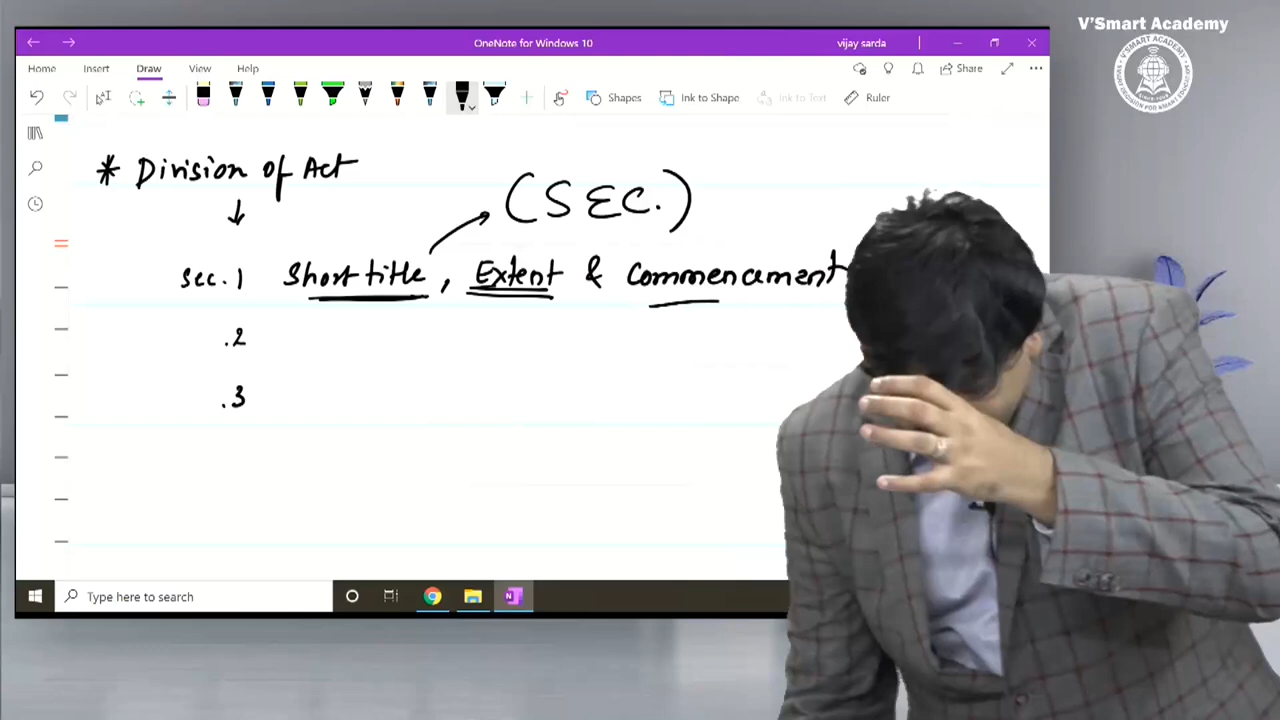 V'Smart Academy
OneNote for Windows 10
vijay sarda
Home Insert Draw View Help
Share
Shapes Ink to Shape Ink to Text Ruler
* Division of Act
(SEC.)
Sec. 1 Short title, Extent & Commencement
.2
.3
Type here to search